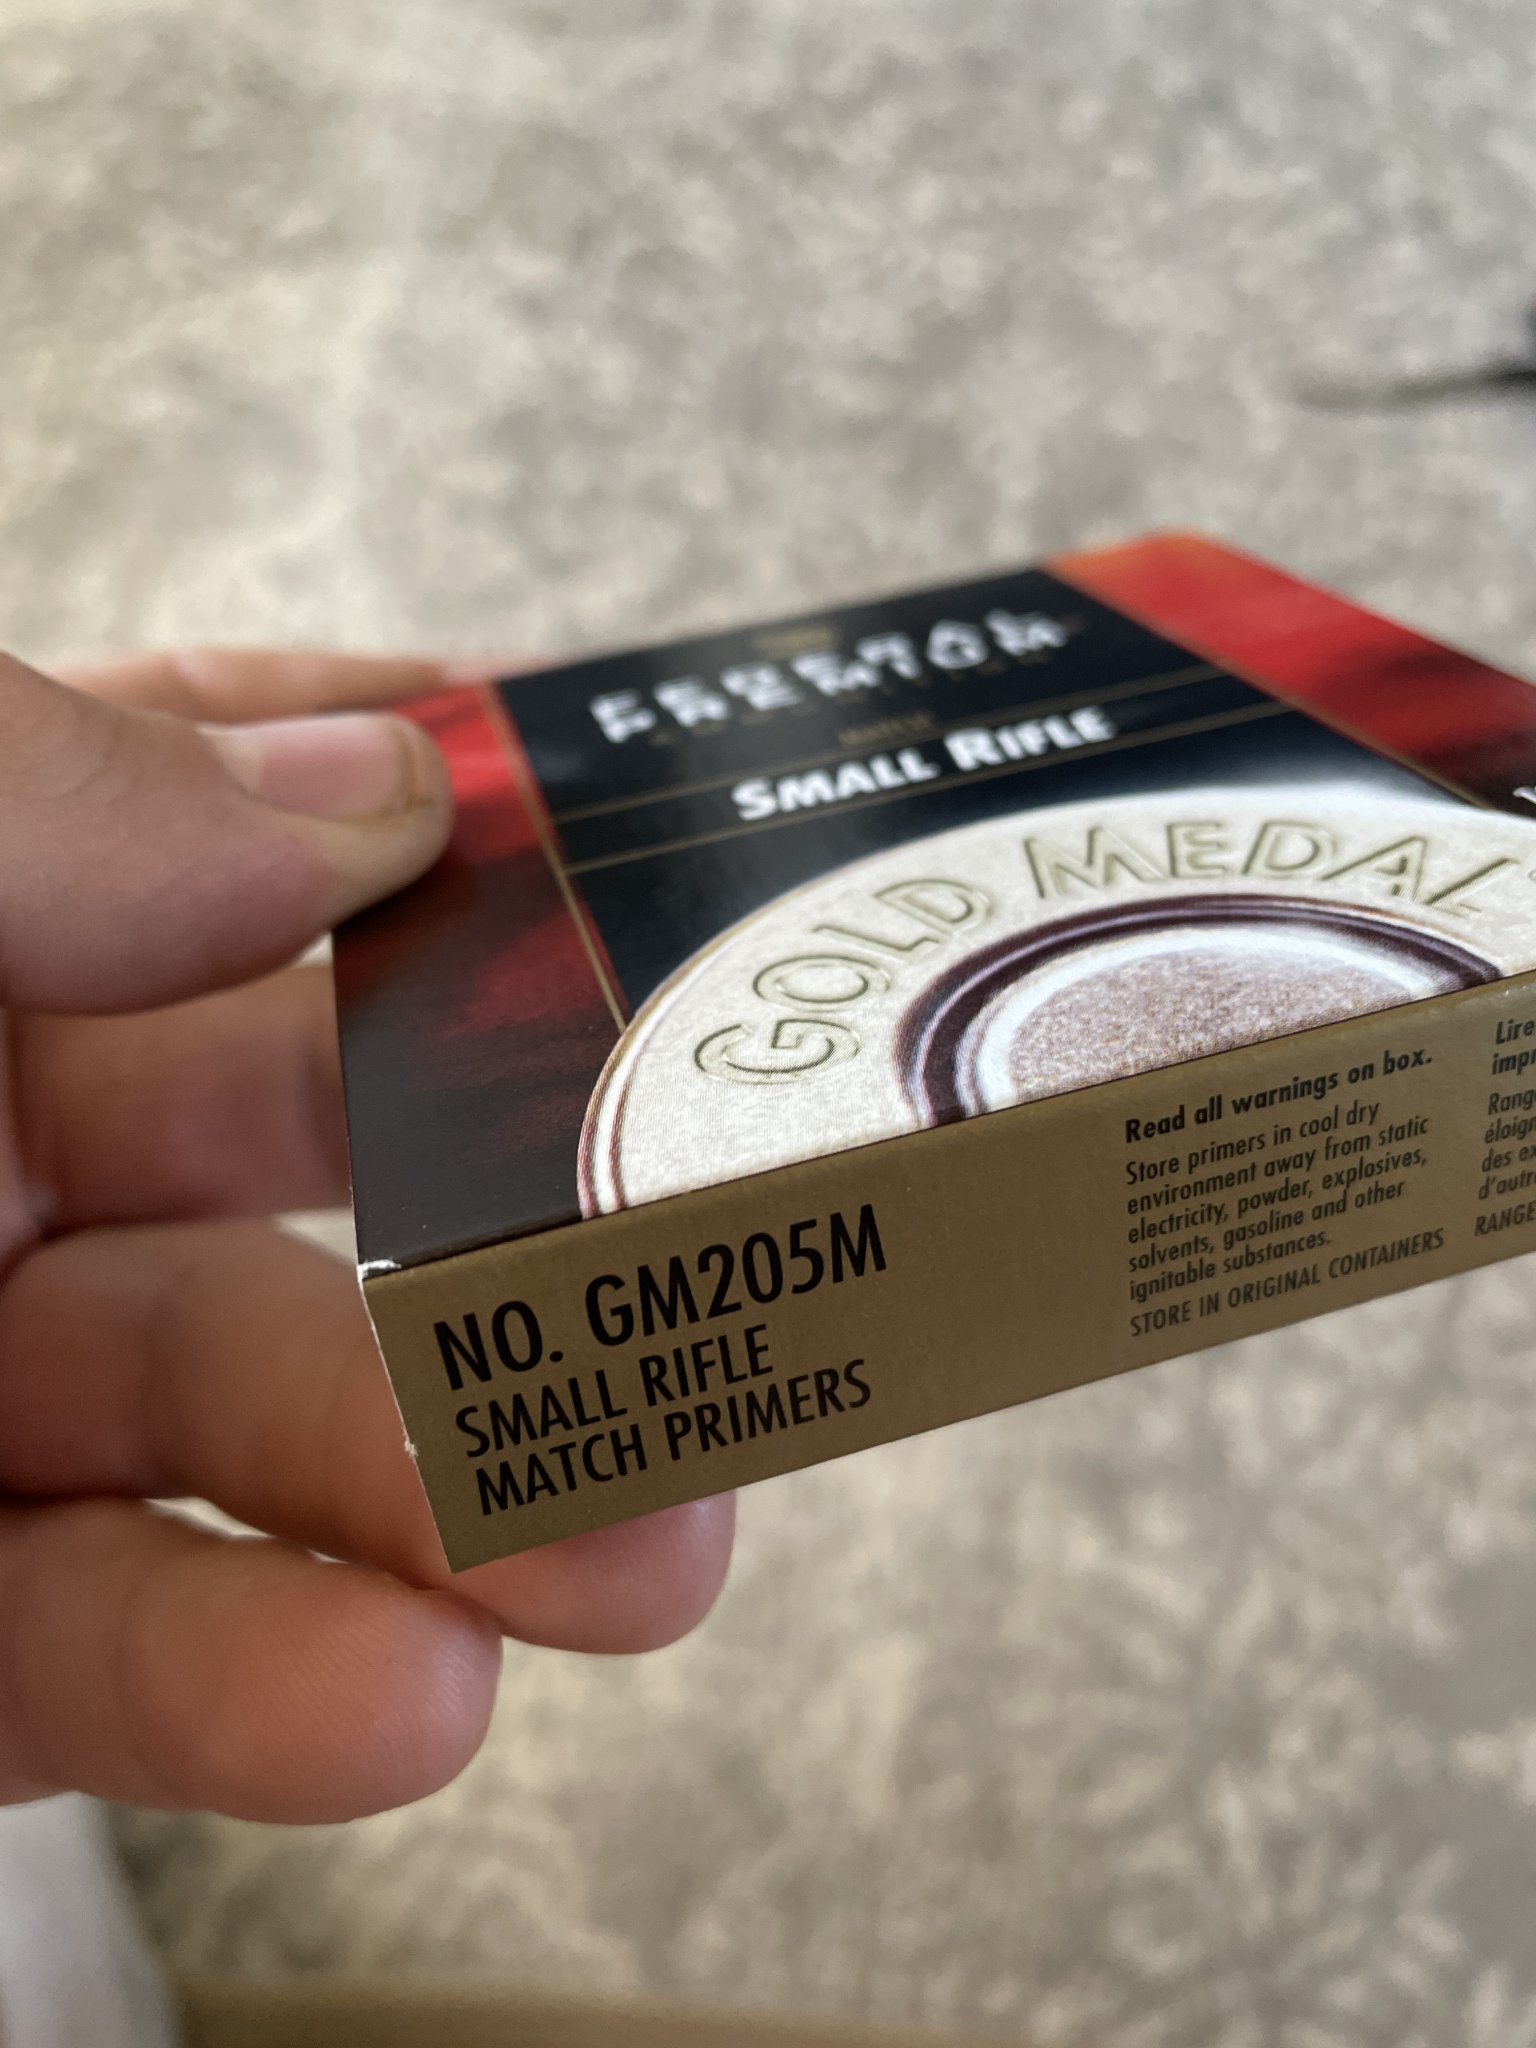 FEDERAL
PREMIUM
SMALL RIFLE
GOLD MEDAL
NO. GM205M
SMALL RIFLE
MATCH PRIMERS
Read all warnings on box.
Store primers in cool dry
environment away from static
electricity, powder, explosives,
solvents, gasoline and other
ignitable substances.
STORE IN ORIGINAL CONTAINERS
Lire
RANGE